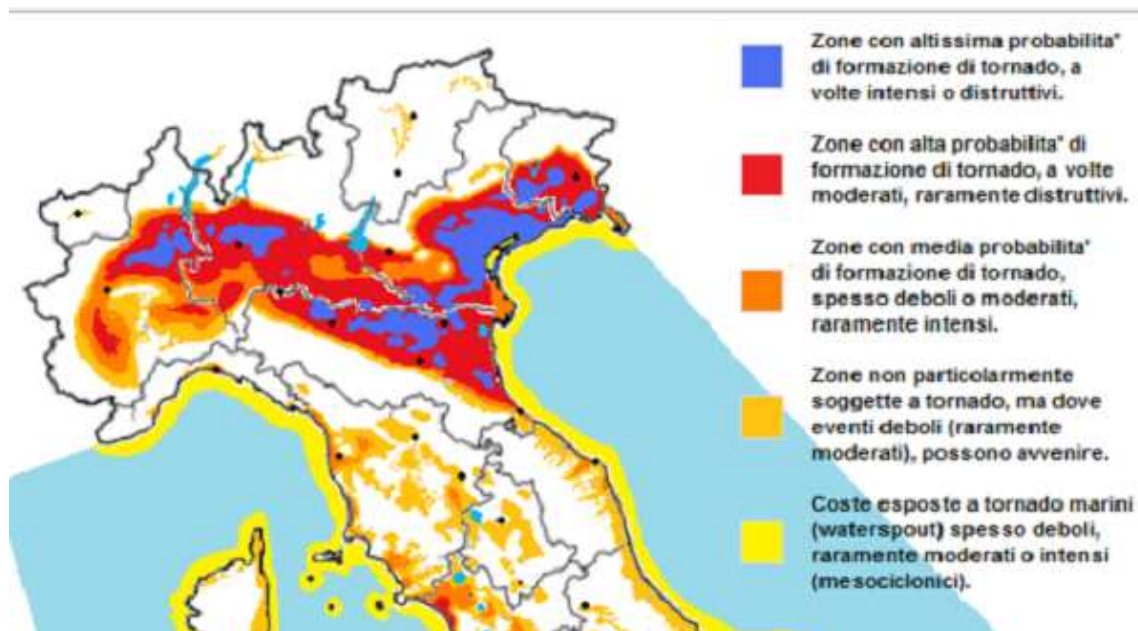 Zone con altissima probabilita'
di formazione di tornado, a
volte intensi o distruttivi.
Zone con alta probabilita' di
formazione di tornado, a volte
moderati, raramente distruttivi.
Zone con media probabilita'
di formazione di tornado,
spesso deboli o moderati,
raramente intensi.
Zone non particolarmente
soggette a tornado, ma dove
eventi deboli (raramente
moderati), possono avvenire.
Coste esposte a tornado marini
(waterspout) spesso deboli,
raramente moderati o intensi
(mesociclonici).